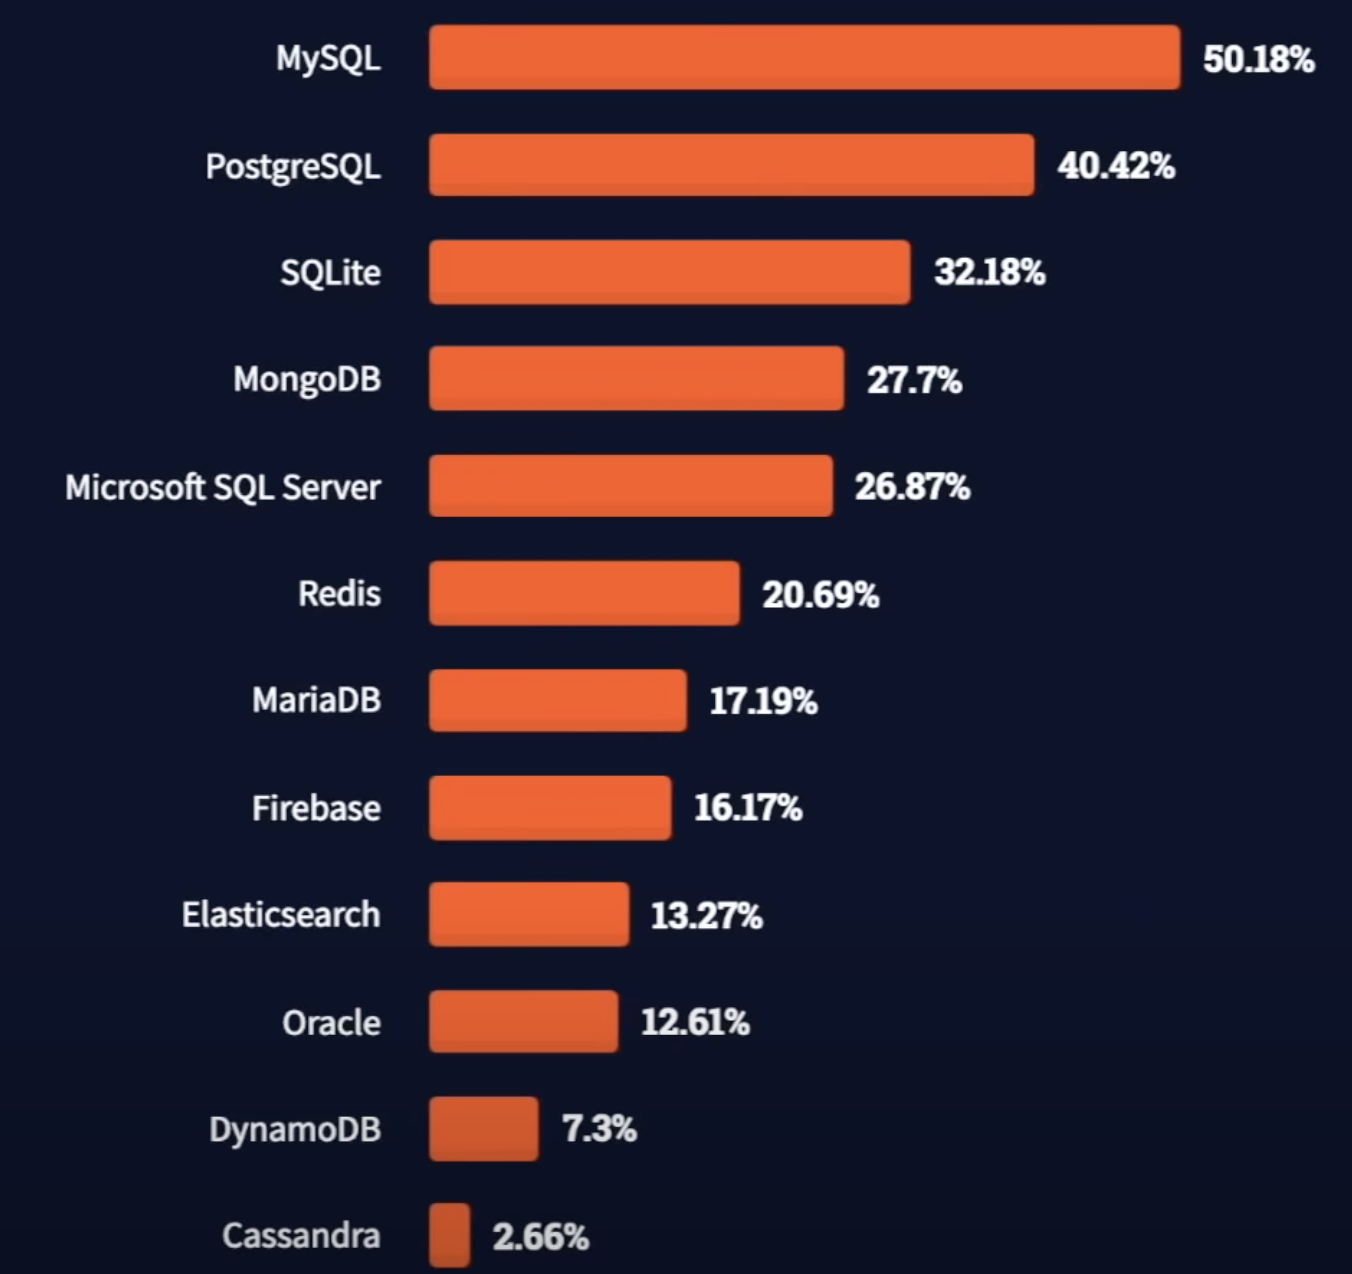 MySQL 50.18%
PostgreSQL 40.42%
SQLite 32.18%
MongoDB 27.7%
Microsoft SQL Server 26.87%
Redis 20.69%
MariaDB 17.19%
Firebase 16.17%
Elasticsearch 13.27%
Oracle 12.61%
DynamoDB 7.3%
Cassandra 2.66%